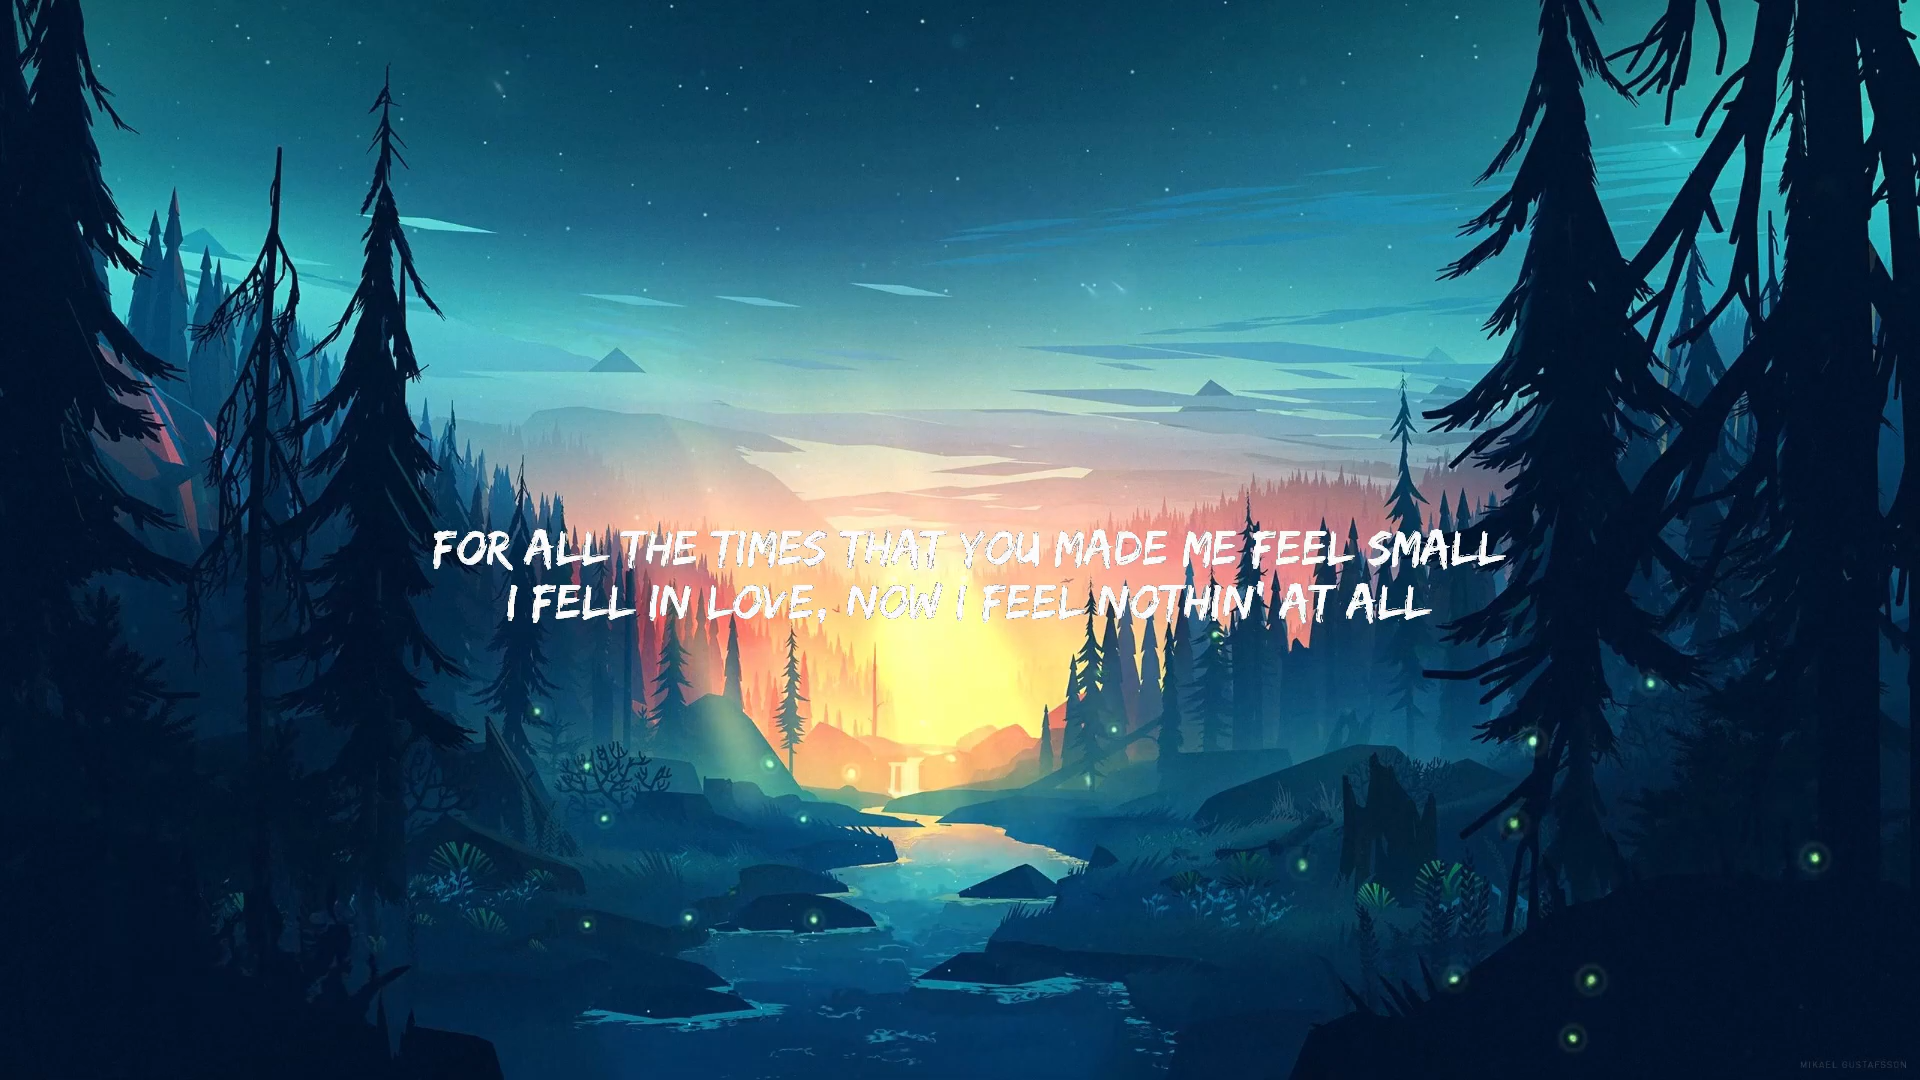 FOR ALL THE TIMES THAT YOU MADE ME FEEL SMALL
I FELL IN LOVE, NOW I FEEL NOTHIN' AT ALL
MIKAEL GUSTAFSSON